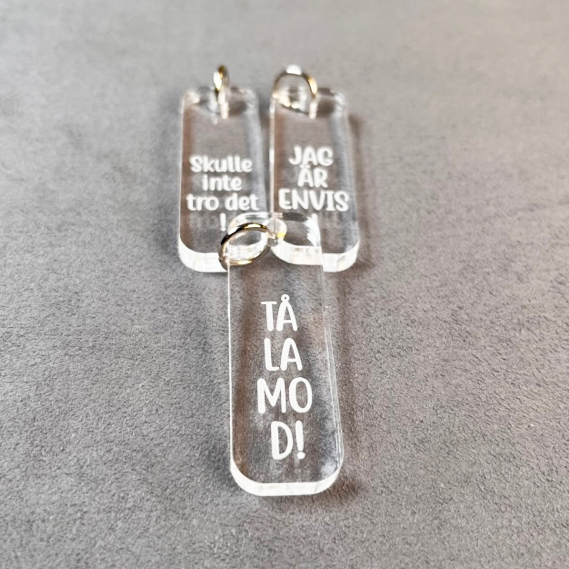 Skulle
inte
tro det
!
JAG
ÄR
ENVIS
!
TÅ
LA
MO
D!